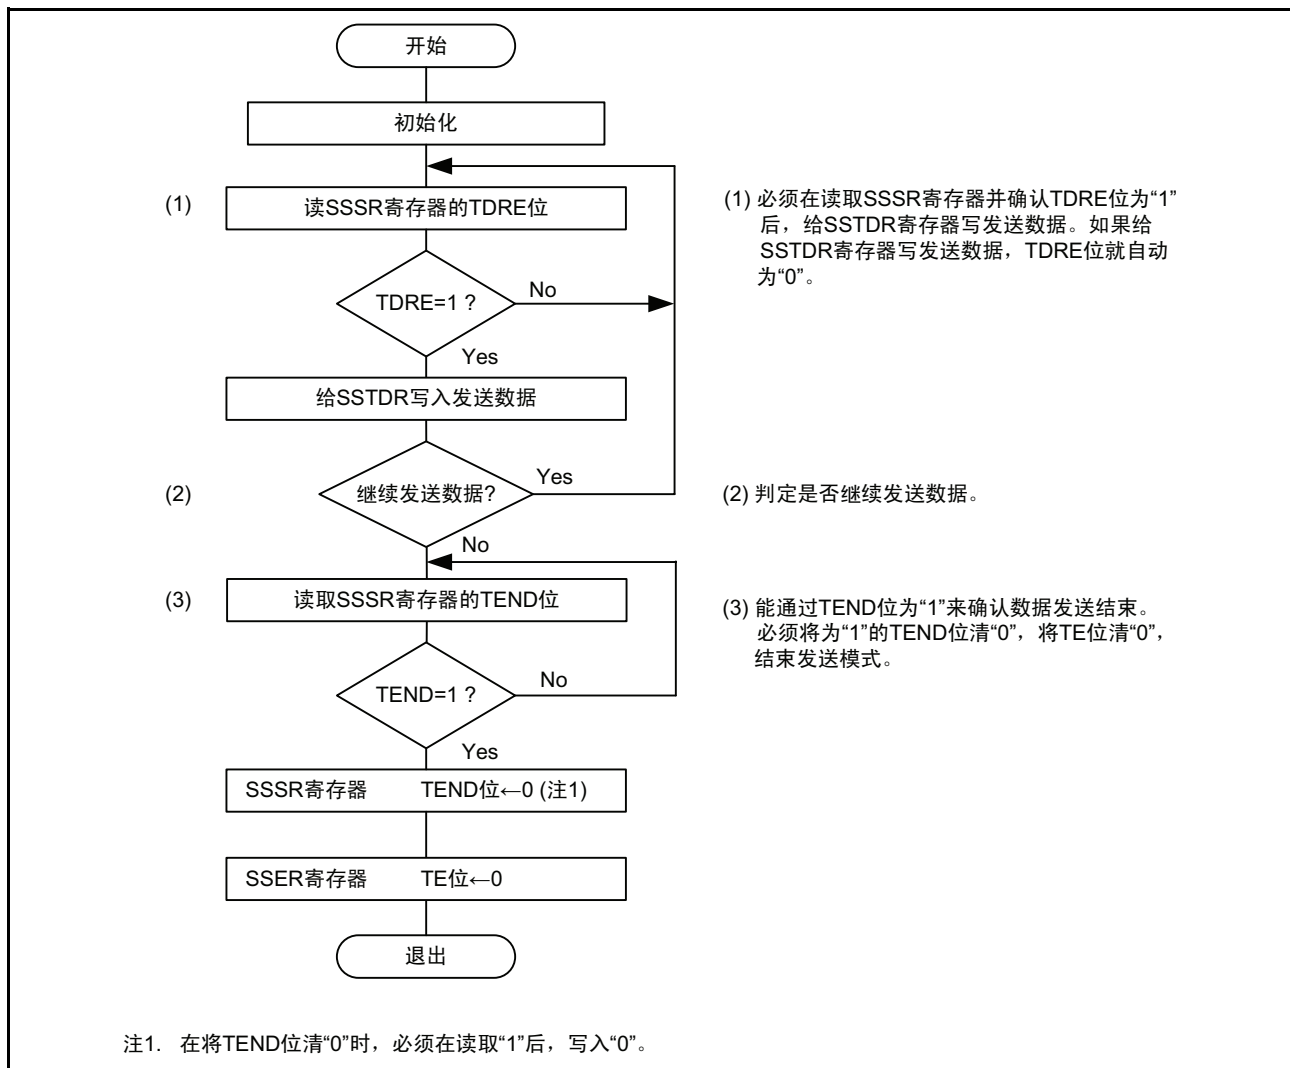 开始
初始化
(1)
读SSSR寄存器的TDRE位
(1) 必须在读取SSSR寄存器并确认TDRE位为“1”
后，给SSTDR寄存器写发送数据。如果给
SSTDR寄存器写发送数据，TDRE位就自动
为“0”。
TDRE=1 ?
No
Yes
给SSTDR写入发送数据
(2)
继续发送数据?
Yes
(2) 判定是否继续发送数据。
No
(3)
读取SSSR寄存器的TEND位
(3) 能通过TEND位为“1”来确认数据发送结束。
必须将为“1”的TEND位清“0”，将TE位清“0”，
结束发送模式。
TEND=1 ?
No
Yes
SSSR寄存器 TEND位←0 (注1)
SSER寄存器 TE位←0
退出
注1. 在将TEND位清“0”时，必须在读取“1”后，写入“0”。